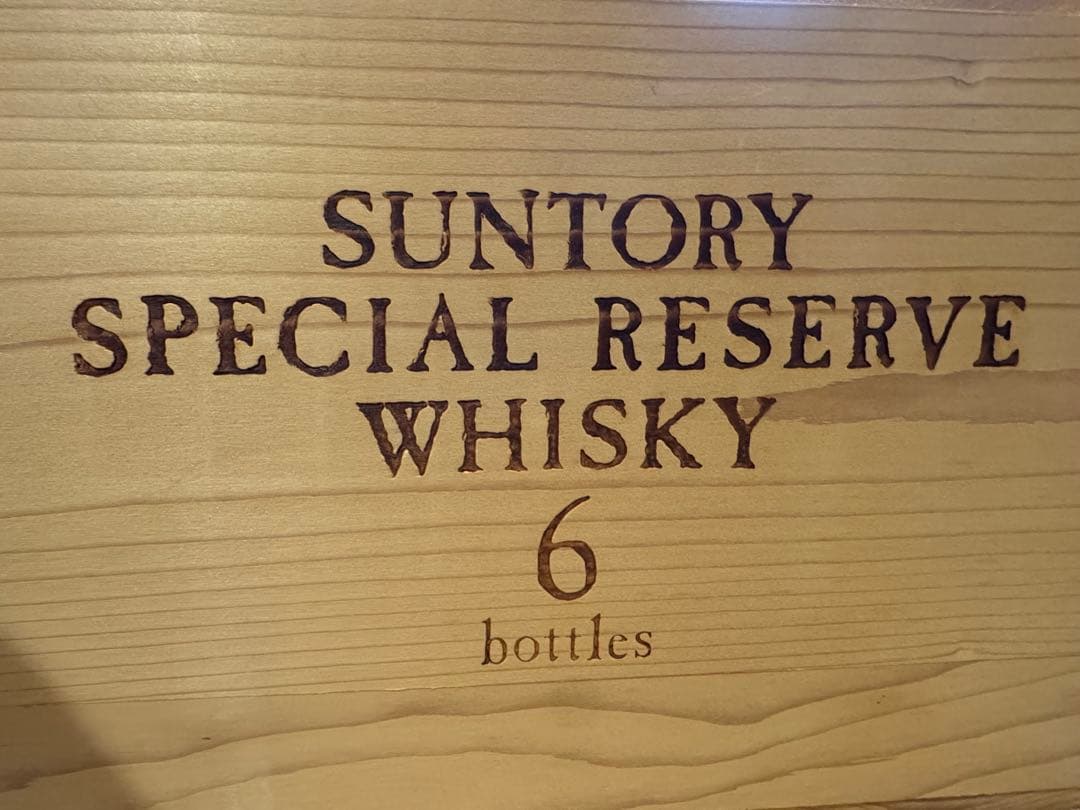 SUNTORY
SPECIAL RESERVE
WHISKY
6
bottles